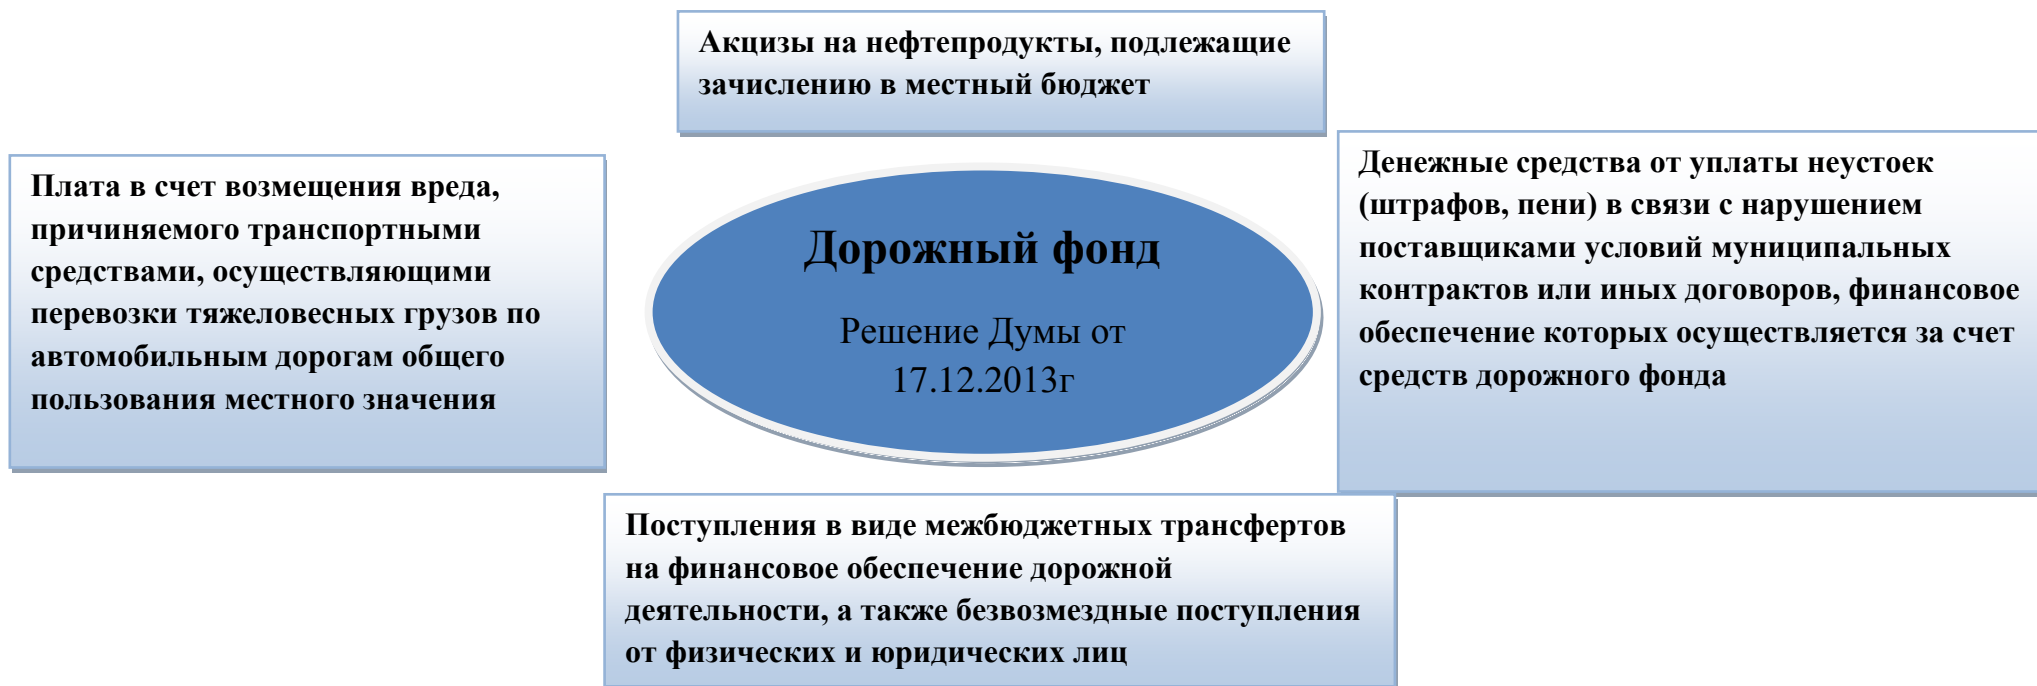 Акцизы на нефтепродукты, подлежащие
зачислению в местный бюджет
Плата в счет возмещения вреда,
причиняемого транспортными
средствами, осуществляющими
перевозки тяжеловесных грузов по
автомобильным дорогам общего
пользования местного значения
Дорожный фонд
Решение Думы от
17.12.2013г
Денежные средства от уплаты неустоек
(штрафов, пени) в связи с нарушением
поставщиками условий муниципальных
контрактов или иных договоров, финансовое
обеспечение которых осуществляется за счет
средств дорожного фонда
Поступления в виде межбюджетных трансфертов
на финансовое обеспечение дорожной
деятельности, а также безвозмездные поступления
от физических и юридических лиц